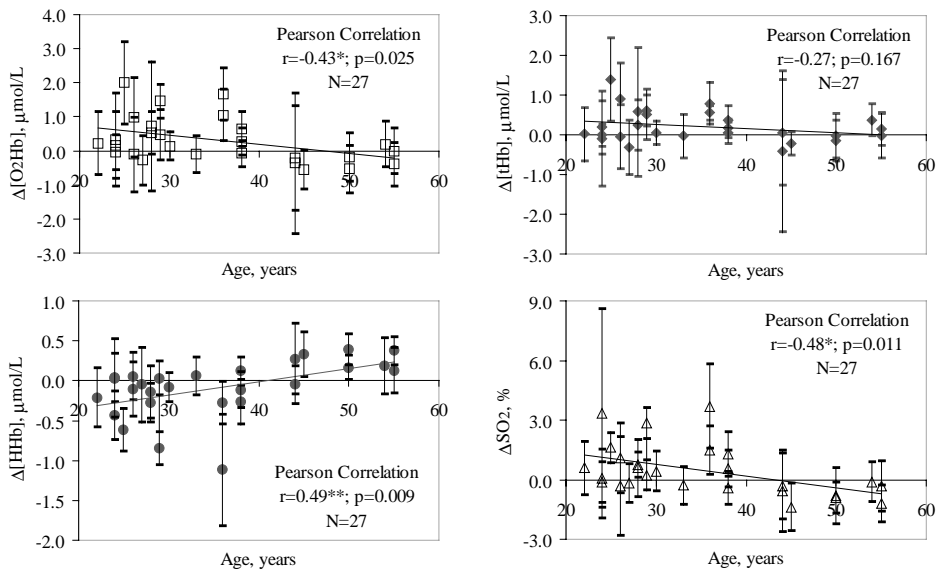 Δ[O2Hb], μmol/L
4.0
3.0
2.0
1.0
0.0
-1.0
-2.0
-3.0
20
30
40
50
60
Pearson Correlation
r=-0.43*; p=0.025
N=27
Age, years
Δ[tHb], μmol/L
3.0
2.0
1.0
0.0
-1.0
-2.0
-3.0
20
30
40
50
60
Pearson Correlation
r=-0.27; p=0.167
N=27
Age, years
Δ[HHb], μmol/L
1.0
0.5
0.0
-0.5
-1.0
-1.5
-2.0
20
30
40
50
60
Pearson Correlation
r=0.49**; p=0.009
N=27
Age, years
ΔSO2, %
9.0
6.0
3.0
0.0
-3.0
20
30
40
50
60
Pearson Correlation
r=-0.48*; p=0.011
N=27
Age, years